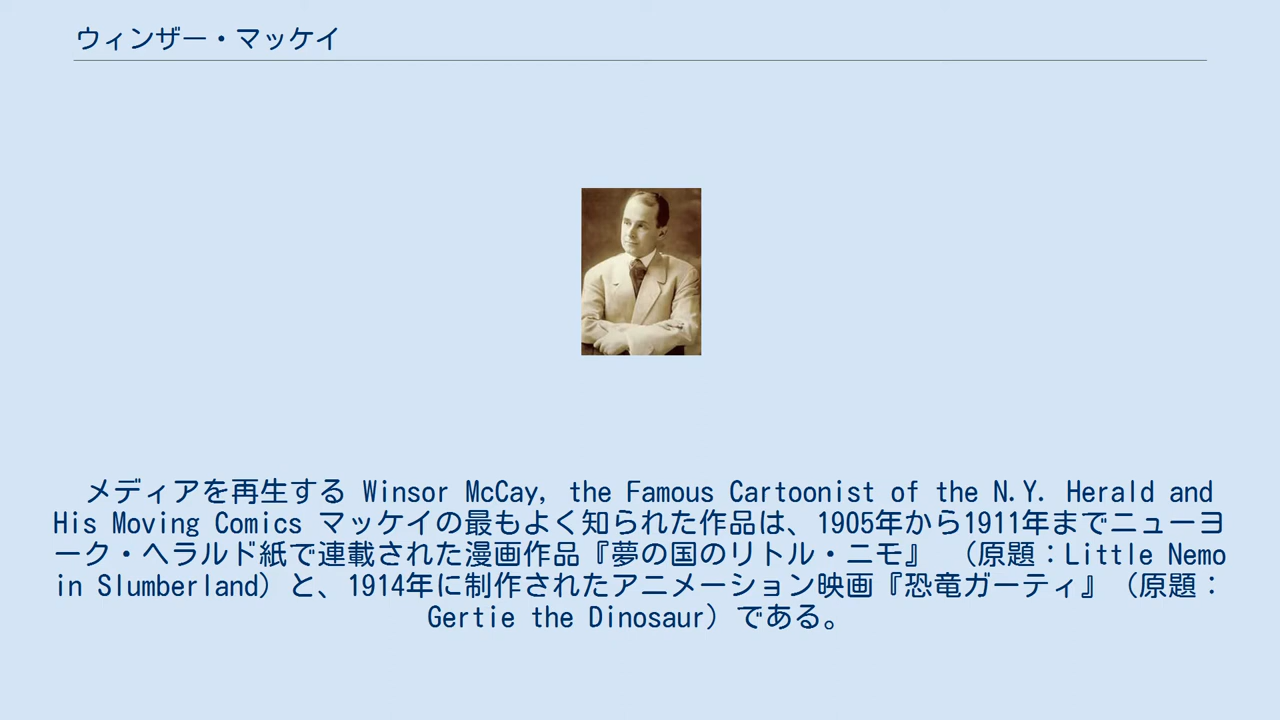 ウィンザー・マッケイ
メディアを再生する Winsor McCay, the Famous Cartoonist of the N.Y. Herald and
His Moving Comics マッケイの最もよく知られた作品は、1905年から1911年までニューヨ
ーク・ヘラルド紙で連載された漫画作品『夢の国のリトル・ニモ』 （原題：Little Nemo
in Slumberland）と、1914年に制作されたアニメーション映画『恐竜ガーティ』（原題：
Gertie the Dinosaur）である。